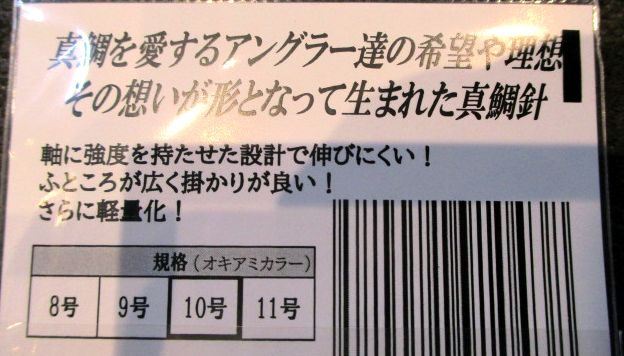 真鯛を愛するアングラー達の希望や理想
その想いが形となって生まれた真鯛針
軸に強度を持たせた設計で伸びにくい！
ふところが広く掛かりが良い！
さらに軽量化！
規格（オキアミカラー）
8号 9号 10号 11号